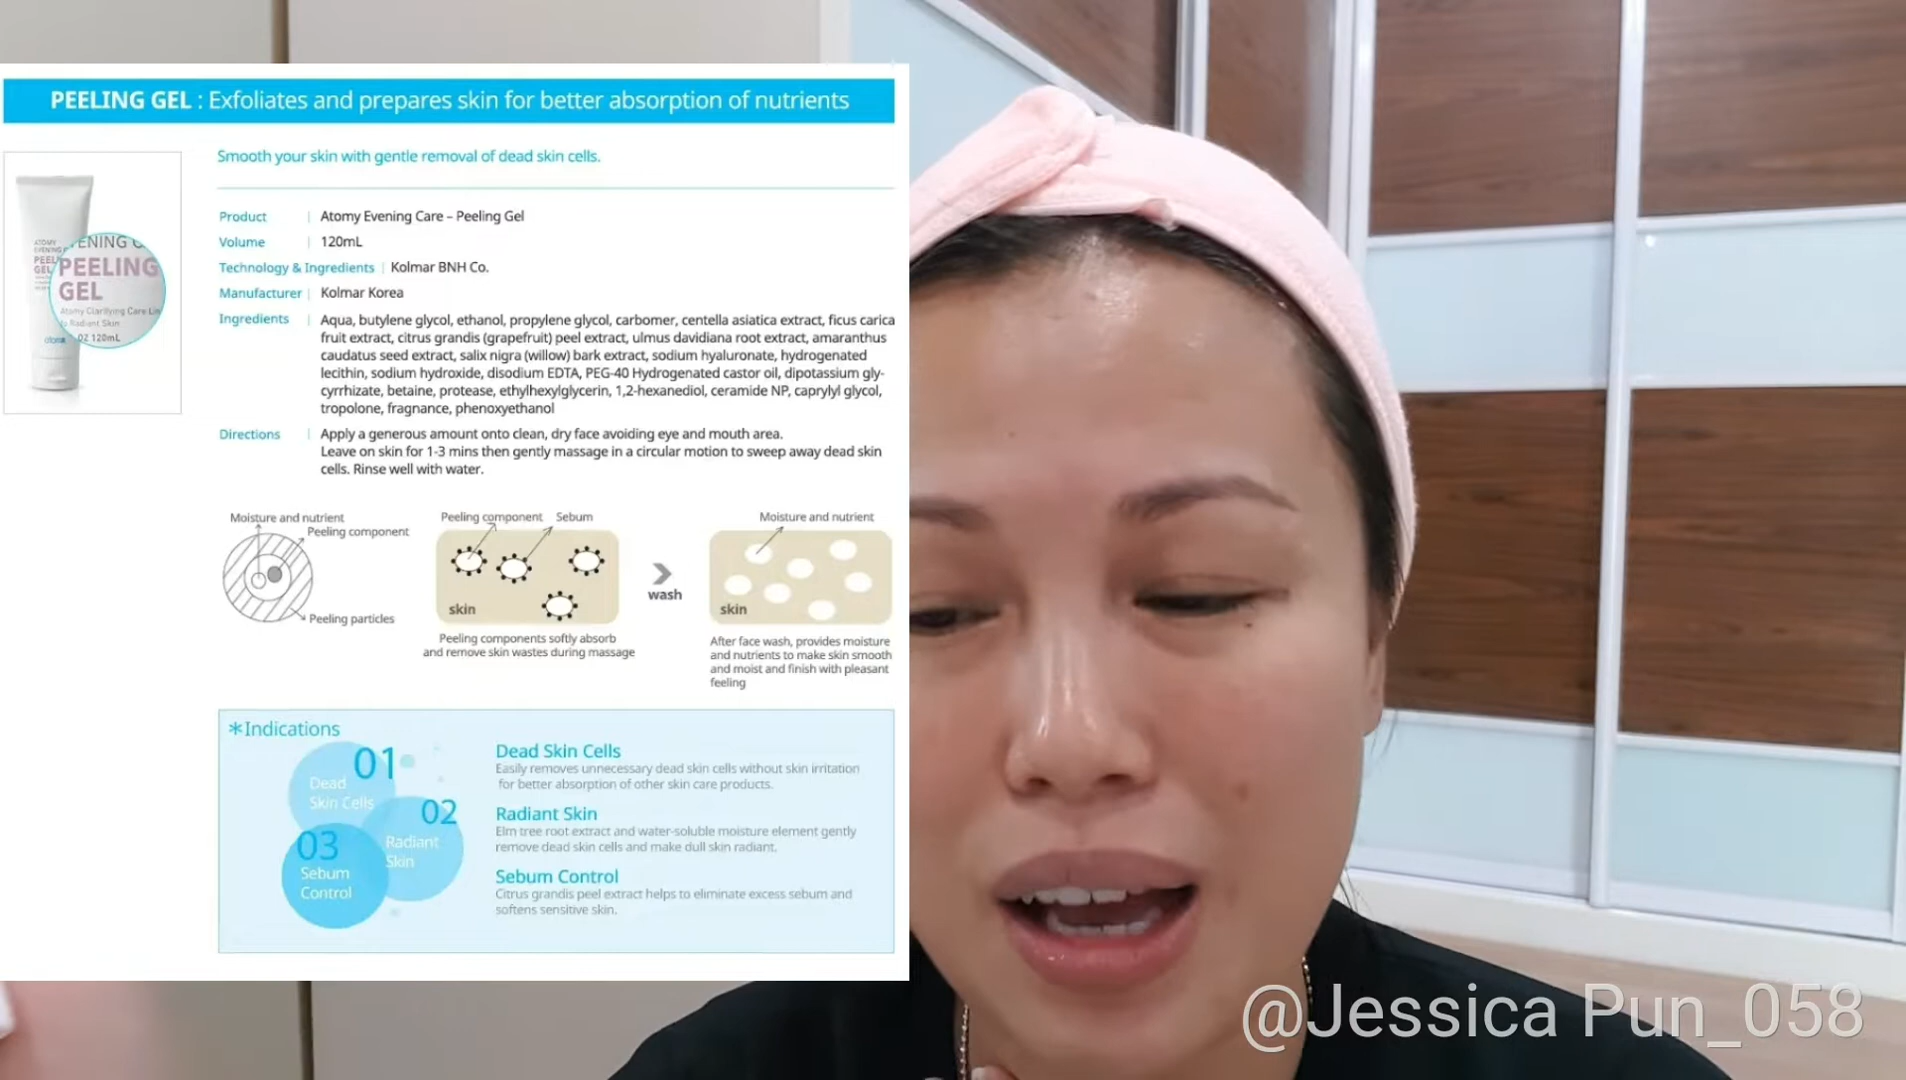 PEELING GEL : Exfoliates and prepares skin for better absorption of nutrients
Smooth your skin with gentle removal of dead skin cells.
ENING C
PEELING
GEL
Atomy Clarifying Care Lin
Radiant Skin
OZ 120mL
Product | Atomy Evening Care – Peeling Gel
Volume | 120mL
Technology & Ingredients | Kolmar BNH Co.
Manufacturer | Kolmar Korea
Ingredients | Aqua, butylene glycol, ethanol, propylene glycol, carbomer, centella asiatica extract, ficus carica
fruit extract, citrus grandis (grapefruit) peel extract, ulmus davidiana root extract, amaranthus
caudatus seed extract, salix nigra (willow) bark extract, sodium hyaluronate, hydrogenated
lecithin, sodium hydroxide, disodium EDTA, PEG-40 Hydrogenated castor oil, dipotassium gly-
cyrrhizate, betaine, protease, ethylhexylglycerin, 1,2-hexanediol, ceramide NP, caprylyl glycol,
tropolone, fragnance, phenoxyethanol
Directions | Apply a generous amount onto clean, dry face avoiding eye and mouth area.
Leave on skin for 1-3 mins then gently massage in a circular motion to sweep away dead skin
cells. Rinse well with water.
Moisture and nutrient
Peeling component
Peeling particles
Peeling component
Sebum
skin
Peeling components softly absorb
and remove skin wastes during massage
wash
Moisture and nutrient
skin
After face wash, provides moisture
and nutrients to make skin smooth
and moist and finish with pleasant
feeling
*Indications
01
Dead
Skin Cells
02
Radiant
Skin
03
Sebum
Control
Dead Skin Cells
Easily removes unnecessary dead skin cells without skin irritation
for better absorption of other skin care products.
Radiant Skin
Elm tree root extract and water-soluble moisture element gently
remove dead skin cells and make dull skin radiant.
Sebum Control
Citrus grandis peel extract helps to eliminate excess sebum and
softens sensitive skin.
@Jessica Pun_058